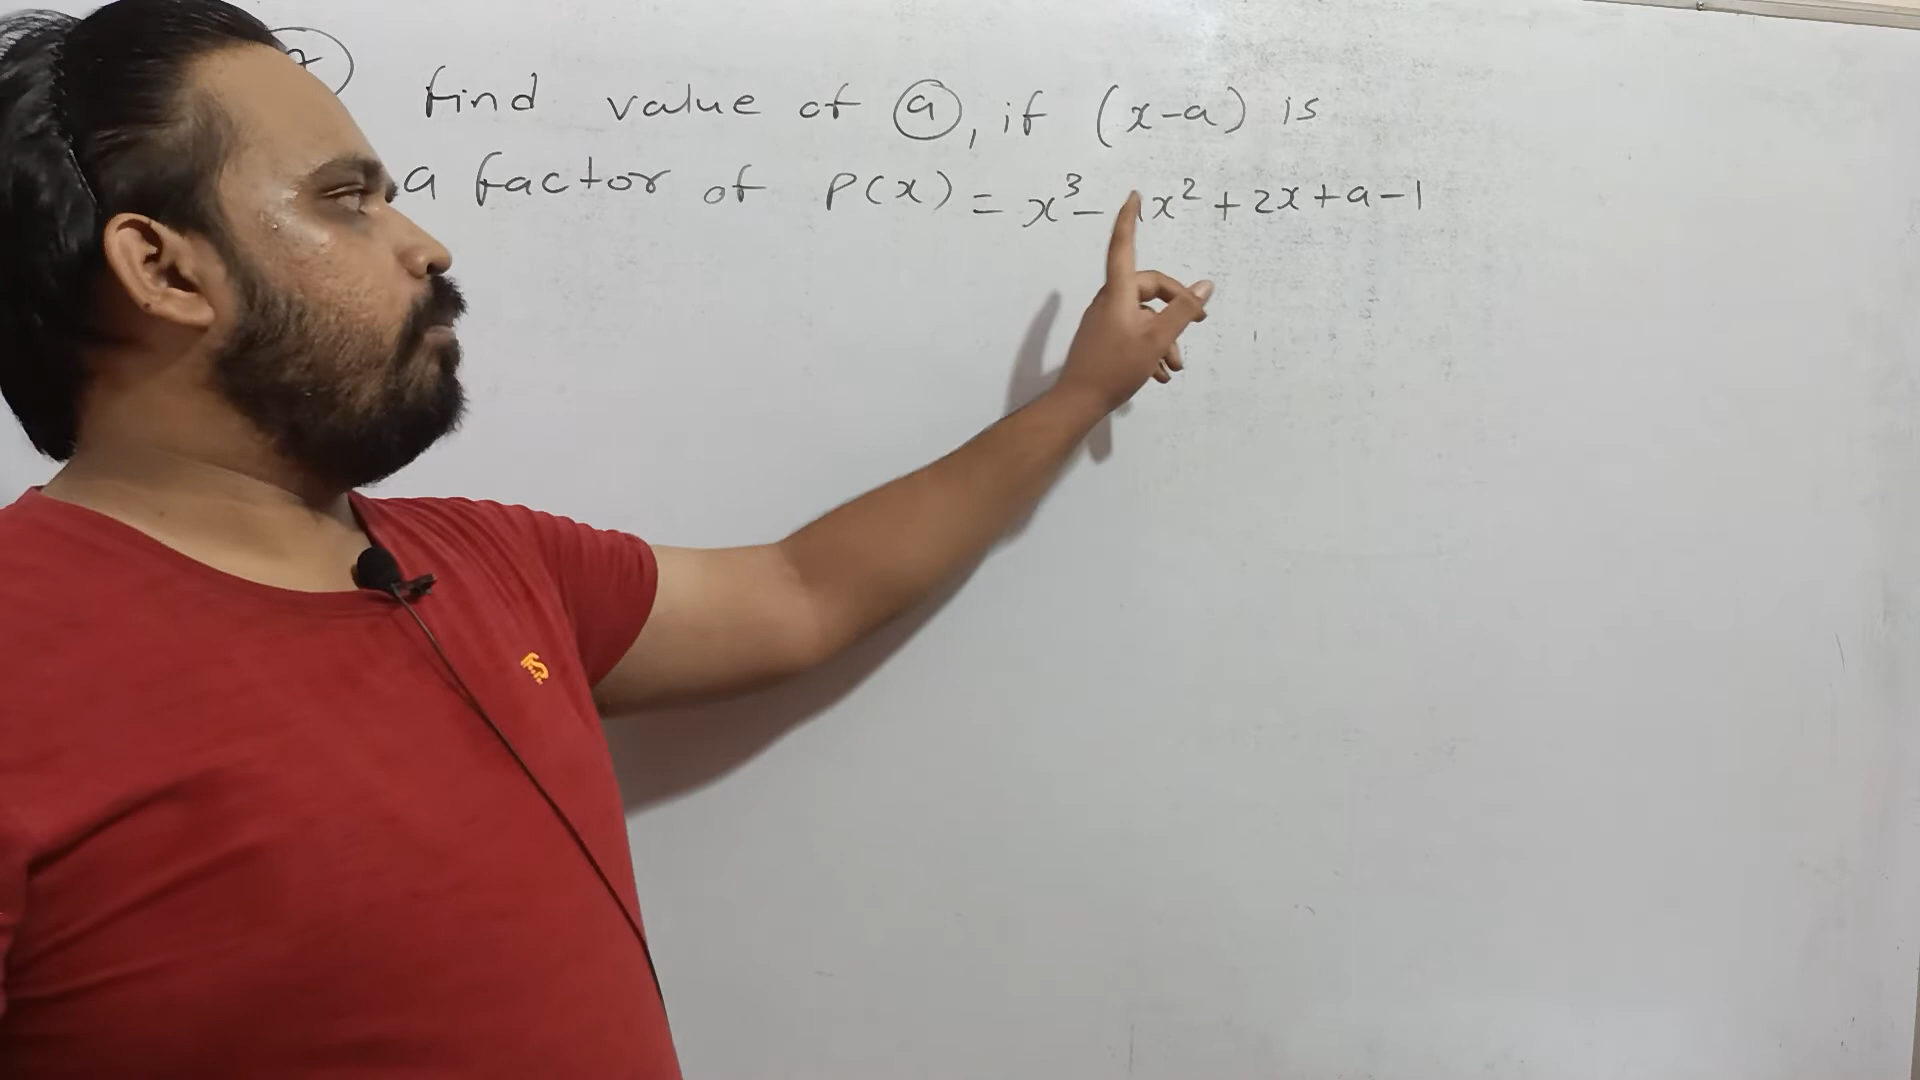 find value of a, if (x-a) is
a factor of P(x) = x³- x²+2x+a-1